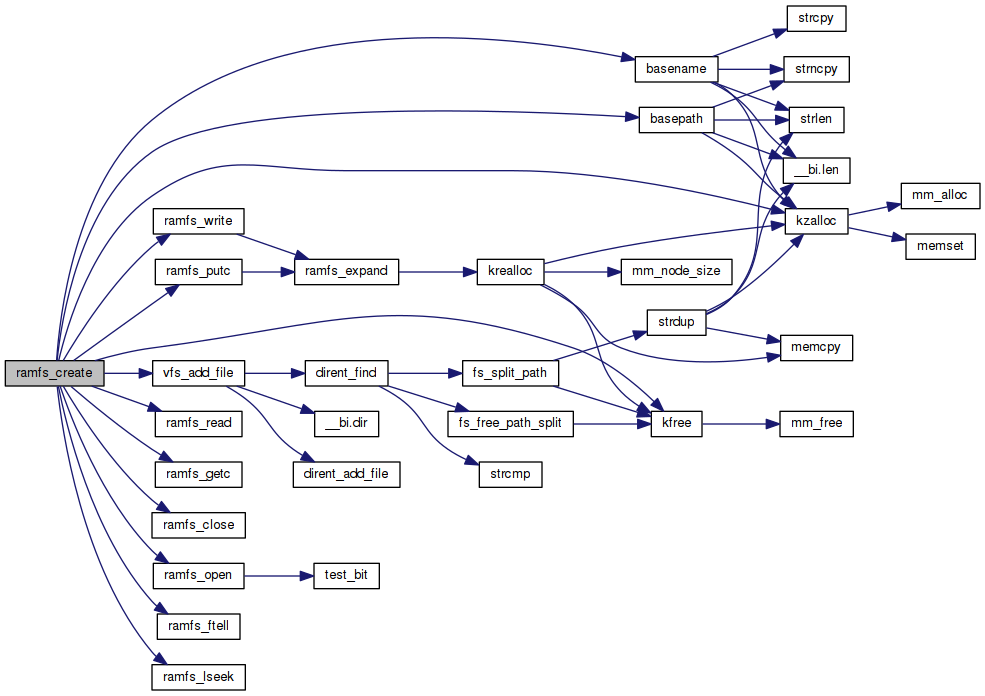 strcpy
basename
strncpy
basepath
strlen
__bi.len
mm_alloc
ramfs_write
kzalloc
memset
ramfs_putc
ramfs_expand
krealloc
mm_node_size
strdup
memcpy
ramfs_create
vfs_add_file
dirent_find
fs_split_path
ramfs_read
__bi.dir
fs_free_path_split
kfree
mm_free
ramfs_getc
dirent_add_file
strcmp
ramfs_close
ramfs_open
test_bit
ramfs_ftell
ramfs_lseek